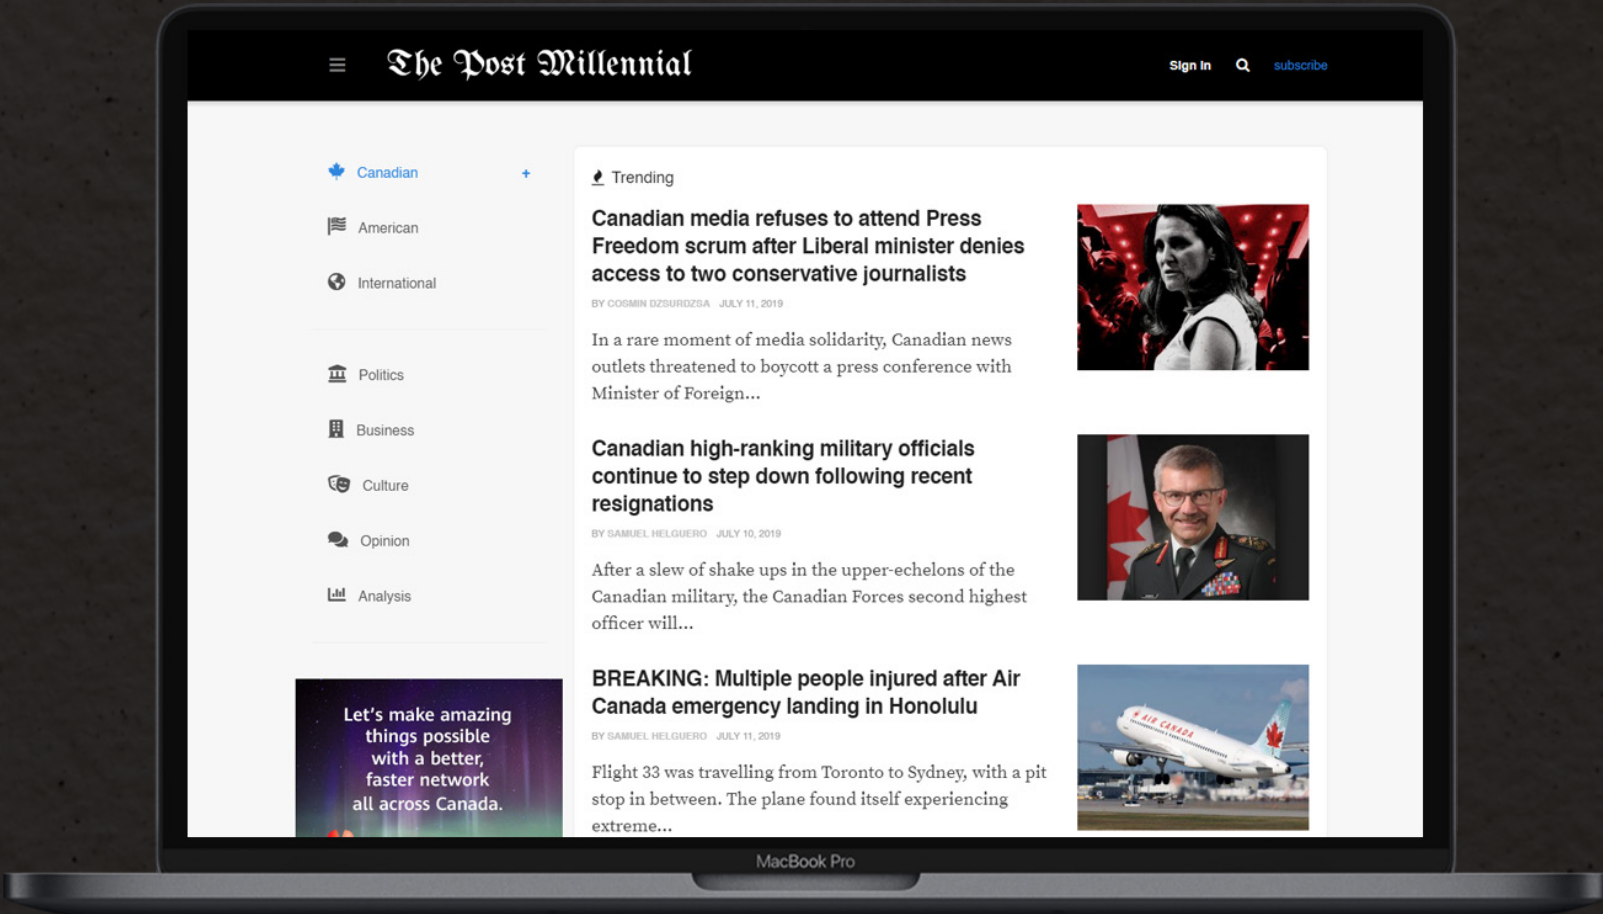 The Post Millennial
Sign In
subscribe
Canadian
+
American
International
Politics
Business
Culture
Opinion
Analysis
Let's make amazing
things possible
with a better,
faster network
all across Canada.
Trending
Canadian media refuses to attend Press
Freedom scrum after Liberal minister denies
access to two conservative journalists
BY COSMIN DZSURDZSA JULY 11, 2019
In a rare moment of media solidarity, Canadian news
outlets threatened to boycott a press conference with
Minister of Foreign...
Canadian high-ranking military officials
continue to step down following recent
resignations
BY SAMUEL HELGUERO JULY 10, 2019
After a slew of shake ups in the upper-echelons of the
Canadian military, the Canadian Forces second highest
officer will...
BREAKING: Multiple people injured after Air
Canada emergency landing in Honolulu
BY SAMUEL HELGUERO JULY 11, 2019
Flight 33 was travelling from Toronto to Sydney, with a pit
stop in between. The plane found itself experiencing
extreme...
AIR CANADA
MacBook Pro